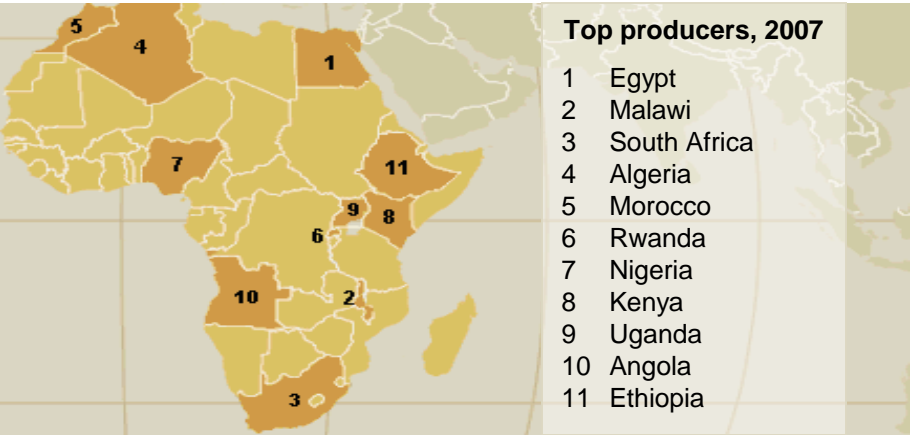 Top producers, 2007
1 Egypt
2 Malawi
3 South Africa
4 Algeria
5 Morocco
6 Rwanda
7 Nigeria
8 Kenya
9 Uganda
10 Angola
11 Ethiopia
5
4
1
7
11
9
8
6
10
2
3